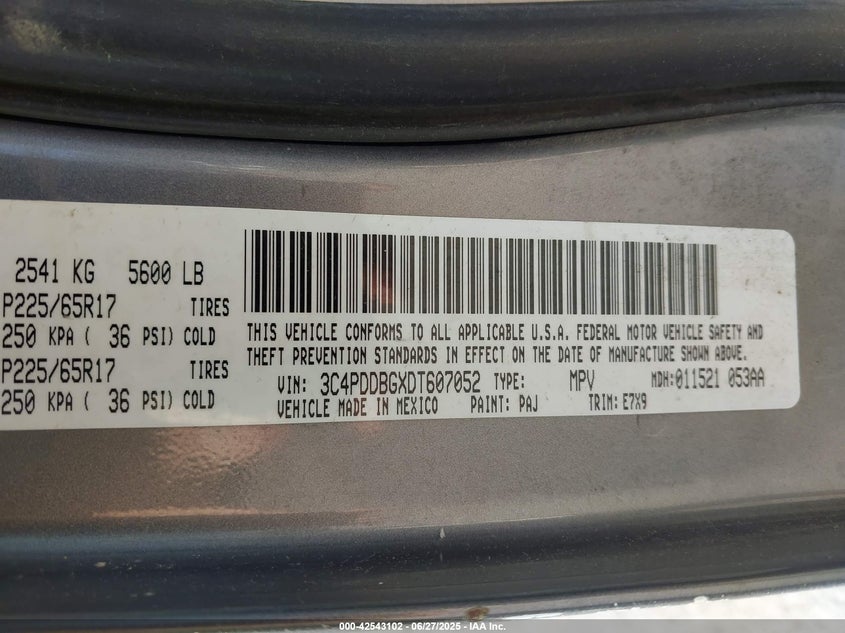 2541 KG 5600 LB
P225/65R17 TIRES
250 KPA ( 36 PSI) COLD
P225/65R17 TIRES
250 KPA ( 36 PSI) COLD
THIS VEHICLE CONFORMS TO ALL APPLICABLE U.S.A. FEDERAL MOTOR VEHICLE SAFETY AND
THEFT PREVENTION STANDARDS IN EFFECT ON THE DATE OF MANUFACTURE SHOWN ABOVE.
VIN: 3C4PDDBGXDT607052 TYPE: MPV MDH:011521 053AA
VEHICLE MADE IN MEXICO PAINT: PAJ TRIM: E7X9
000-42543102 - 06/27/2025 - IAA Inc.